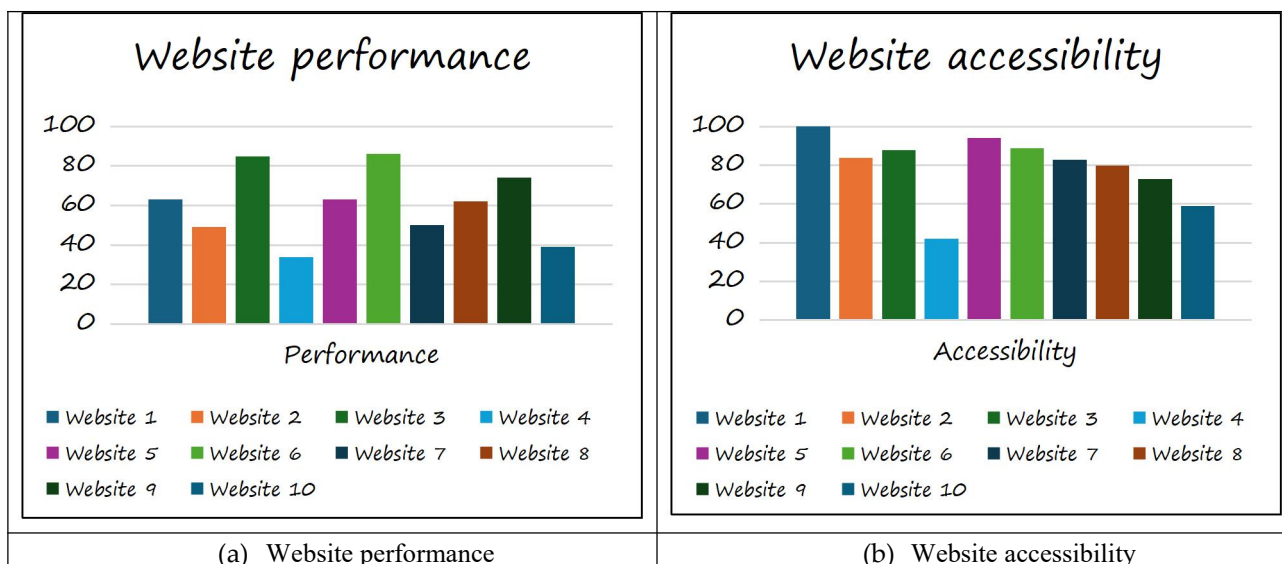 Website performance
100
80
60
40
20
0
Performance
Website 1 Website 2 Website 3 Website 4
Website 5 Website 6 Website 7 Website 8
Website 9 Website 10
(a) Website performance
Website accessibility
100
80
60
40
20
0
Accessibility
Website 1 Website 2 Website 3 Website 4
Website 5 Website 6 Website 7 Website 8
Website 9 Website 10
(b) Website accessibility